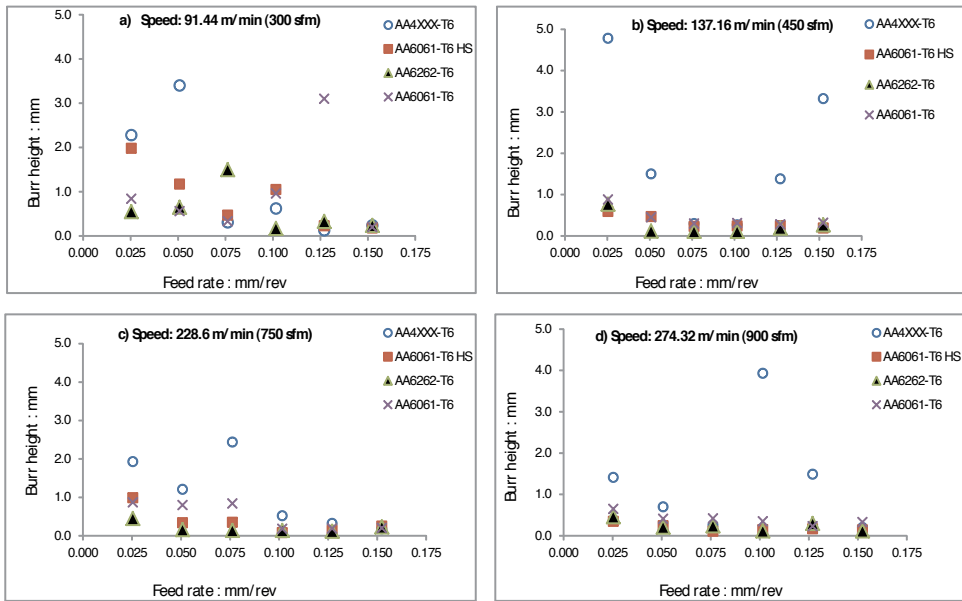 a) Speed: 91.44 m/min (300 sfm)
AA4XXX-T6
AA6061-T6 HS
AA6262-T6
AA6061-T6
Burr height : mm
5.0
4.0
3.0
2.0
1.0
0.0
0.000 0.025 0.050 0.075 0.100 0.125 0.150 0.175
Feed rate : mm/rev
b) Speed: 137.16 m/min (450 sfm)
AA4XXX-T6
AA6061-T6 HS
AA6262-T6
AA6061-T6
Burr height : mm
5.0
4.0
3.0
2.0
1.0
0.0
0.000 0.025 0.050 0.075 0.100 0.125 0.150 0.175
Feed rate : mm/rev
c) Speed: 228.6 m/min (750 sfm)
AA4XXX-T6
AA6061-T6 HS
AA6262-T6
AA6061-T6
Burr height : mm
5.0
4.0
3.0
2.0
1.0
0.0
0.000 0.025 0.050 0.075 0.100 0.125 0.150 0.175
Feed rate : mm/rev
d) Speed: 274.32 m/min (900 sfm)
AA4XXX-T6
AA6061-T6 HS
AA6262-T6
AA6061-T6
Burr height : mm
5.0
4.0
3.0
2.0
1.0
0.0
0.000 0.025 0.050 0.075 0.100 0.125 0.150 0.175
Feed rate : mm/rev